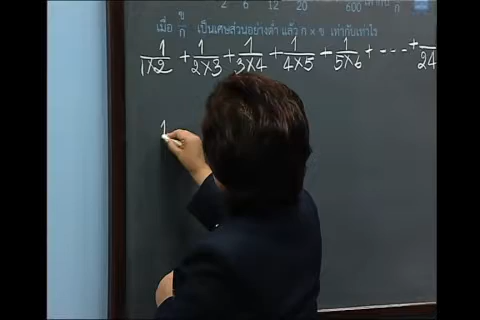 2 6 12 20 600 ก
เมื่อ ข/ก เป็นเศษส่วนอย่างต่ำ แล้ว ก × ข เท่ากับเท่าไร
1/1×2 + 1/2×3 + 1/3×4 + 1/4×5 + 1/5×6 + --- + /24
1